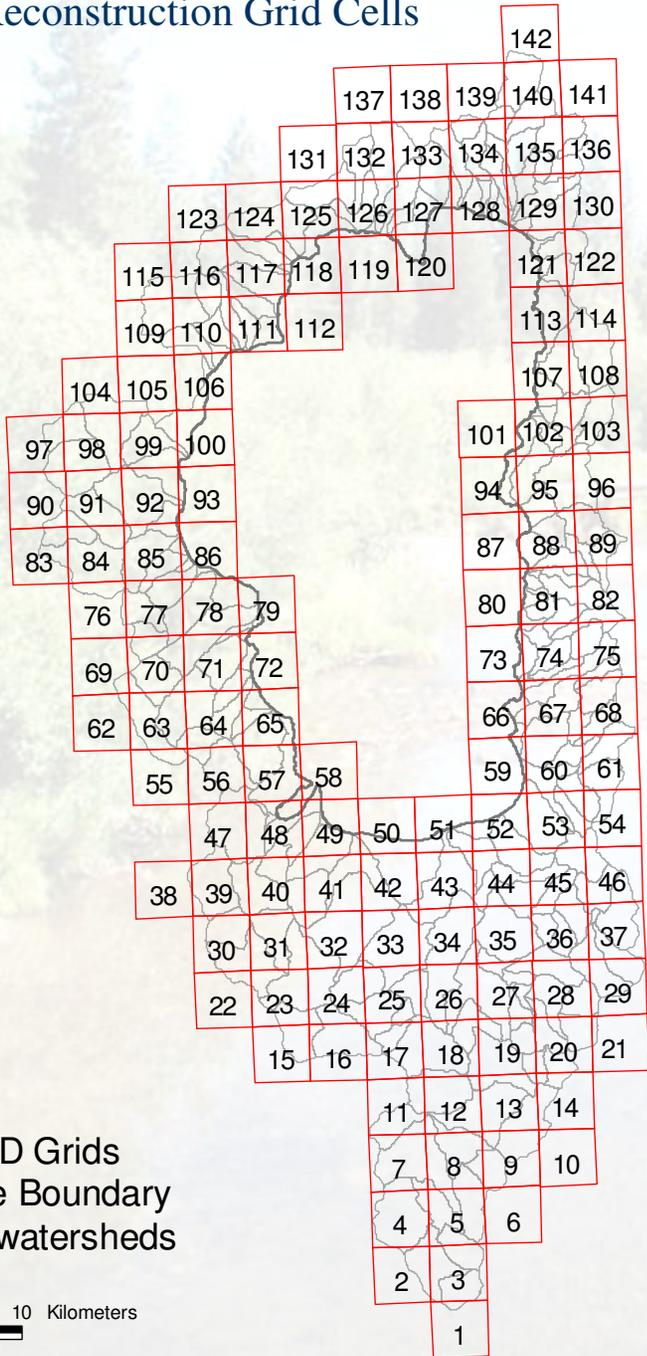 Reconstruction Grid Cells
142
137 138 139 140 141
131 132 133 134 135 136
123 124 125 126 127 128 129 130
115 116 117 118 119 120 121 122
109 110 111 112 113 114
104 105 106 107 108
97 98 99 100 101 102 103
90 91 92 93 94 95 96
83 84 85 86 87 88 89
76 77 78 79 80 81 82
69 70 71 72 73 74 75
62 63 64 65 66 67 68
55 56 57 58 59 60 61
47 48 49 50 51 52 53 54
38 39 40 41 42 43 44 45 46
30 31 32 33 34 35 36 37
22 23 24 25 26 27 28 29
15 16 17 18 19 20 21
11 12 13 14
7 8 9 10
4 5 6
2 3
1
D Grids
e Boundary
watersheds
10 Kilometers